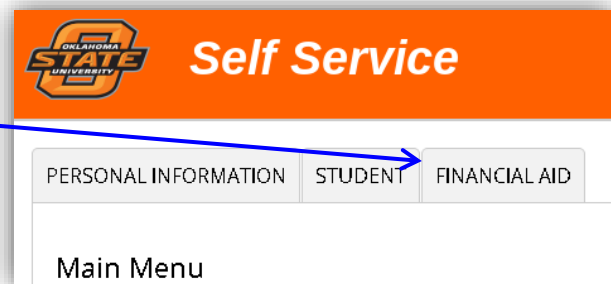 OKLAHOMA
STATE
UNIVERSITY
Self Service
PERSONAL INFORMATION STUDENT FINANCIAL AID
Main Menu